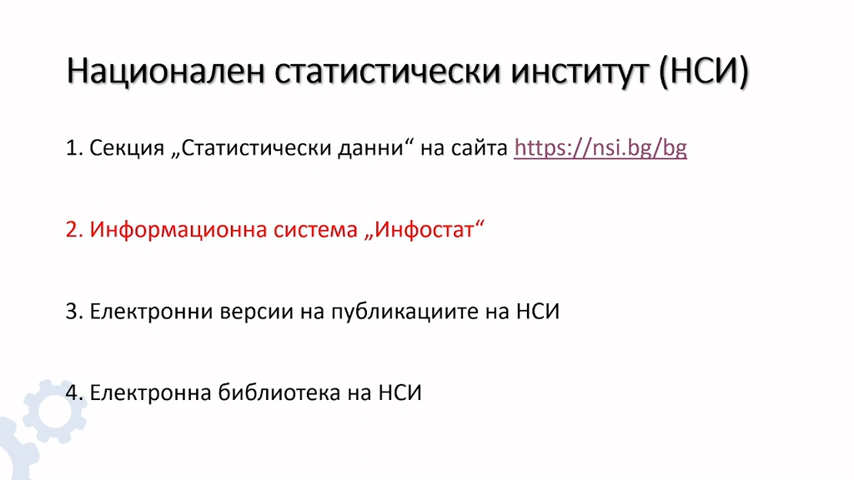 Национален статистически институт (НСИ)
1. Секция „Статистически данни“ на сайта https://nsi.bg/bg
2. Информационна система „Инфостат“
3. Електронни версии на публикациите на НСИ
4. Електронна библиотека на НСИ